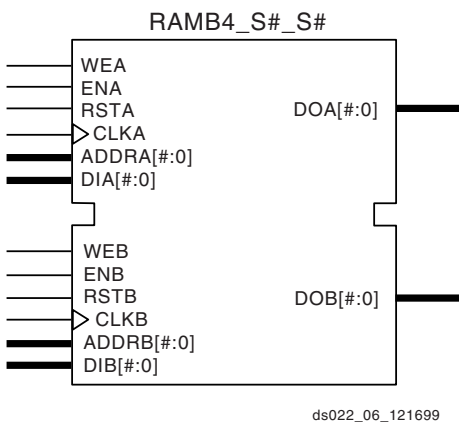 RAMB4_S#_S#
WEA
ENA
RSTA
CLKA
ADDRA[#:0]
DIA[#:0]
DOA[#:0]
WEB
ENB
RSTB
CLKB
ADDRB[#:0]
DIB[#:0]
DOB[#:0]
ds022_06_121699